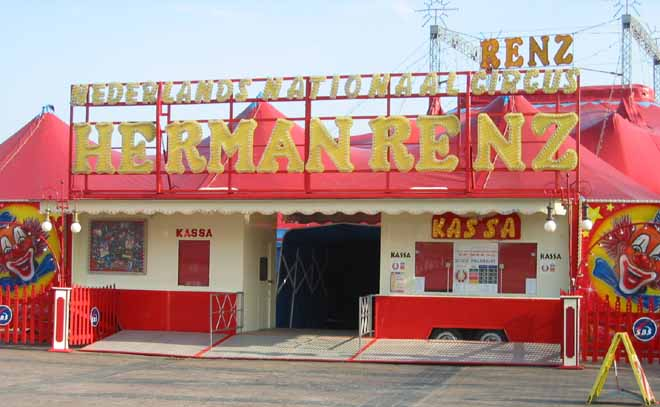 RENZ
NEDERLANDS NATIONAAL CIRCUS
HERMAN RENZ
KASSA
KASSA
KASSA
KASSA